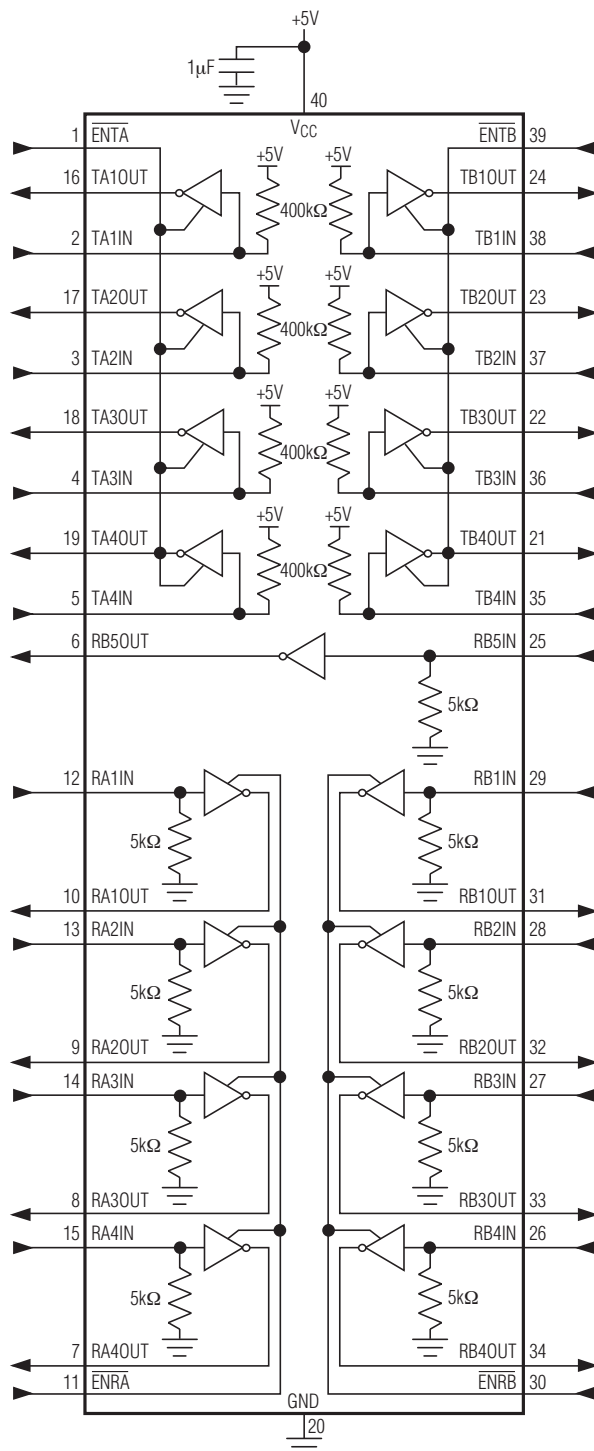 +5V
1µF
40
VCC
1 ENTA ENTB 39
16 TA1OUT +5V +5V TB1OUT 24
400kΩ
2 TA1IN TB1IN 38
17 TA2OUT +5V +5V TB2OUT 23
400kΩ
3 TA2IN TB2IN 37
18 TA3OUT +5V +5V TB3OUT 22
400kΩ
4 TA3IN TB3IN 36
19 TA4OUT +5V +5V TB4OUT 21
400kΩ
5 TA4IN TB4IN 35
6 RB5OUT RB5IN 25
5kΩ
12 RA1IN RB1IN 29
5kΩ 5kΩ
10 RA1OUT RB1OUT 31
13 RA2IN RB2IN 28
5kΩ 5kΩ
9 RA2OUT RB2OUT 32
14 RA3IN RB3IN 27
5kΩ 5kΩ
8 RA3OUT RB3OUT 33
15 RA4IN RB4IN 26
5kΩ 5kΩ
7 RA4OUT RB4OUT 34
11 ENRA ENRB 30
GND
20